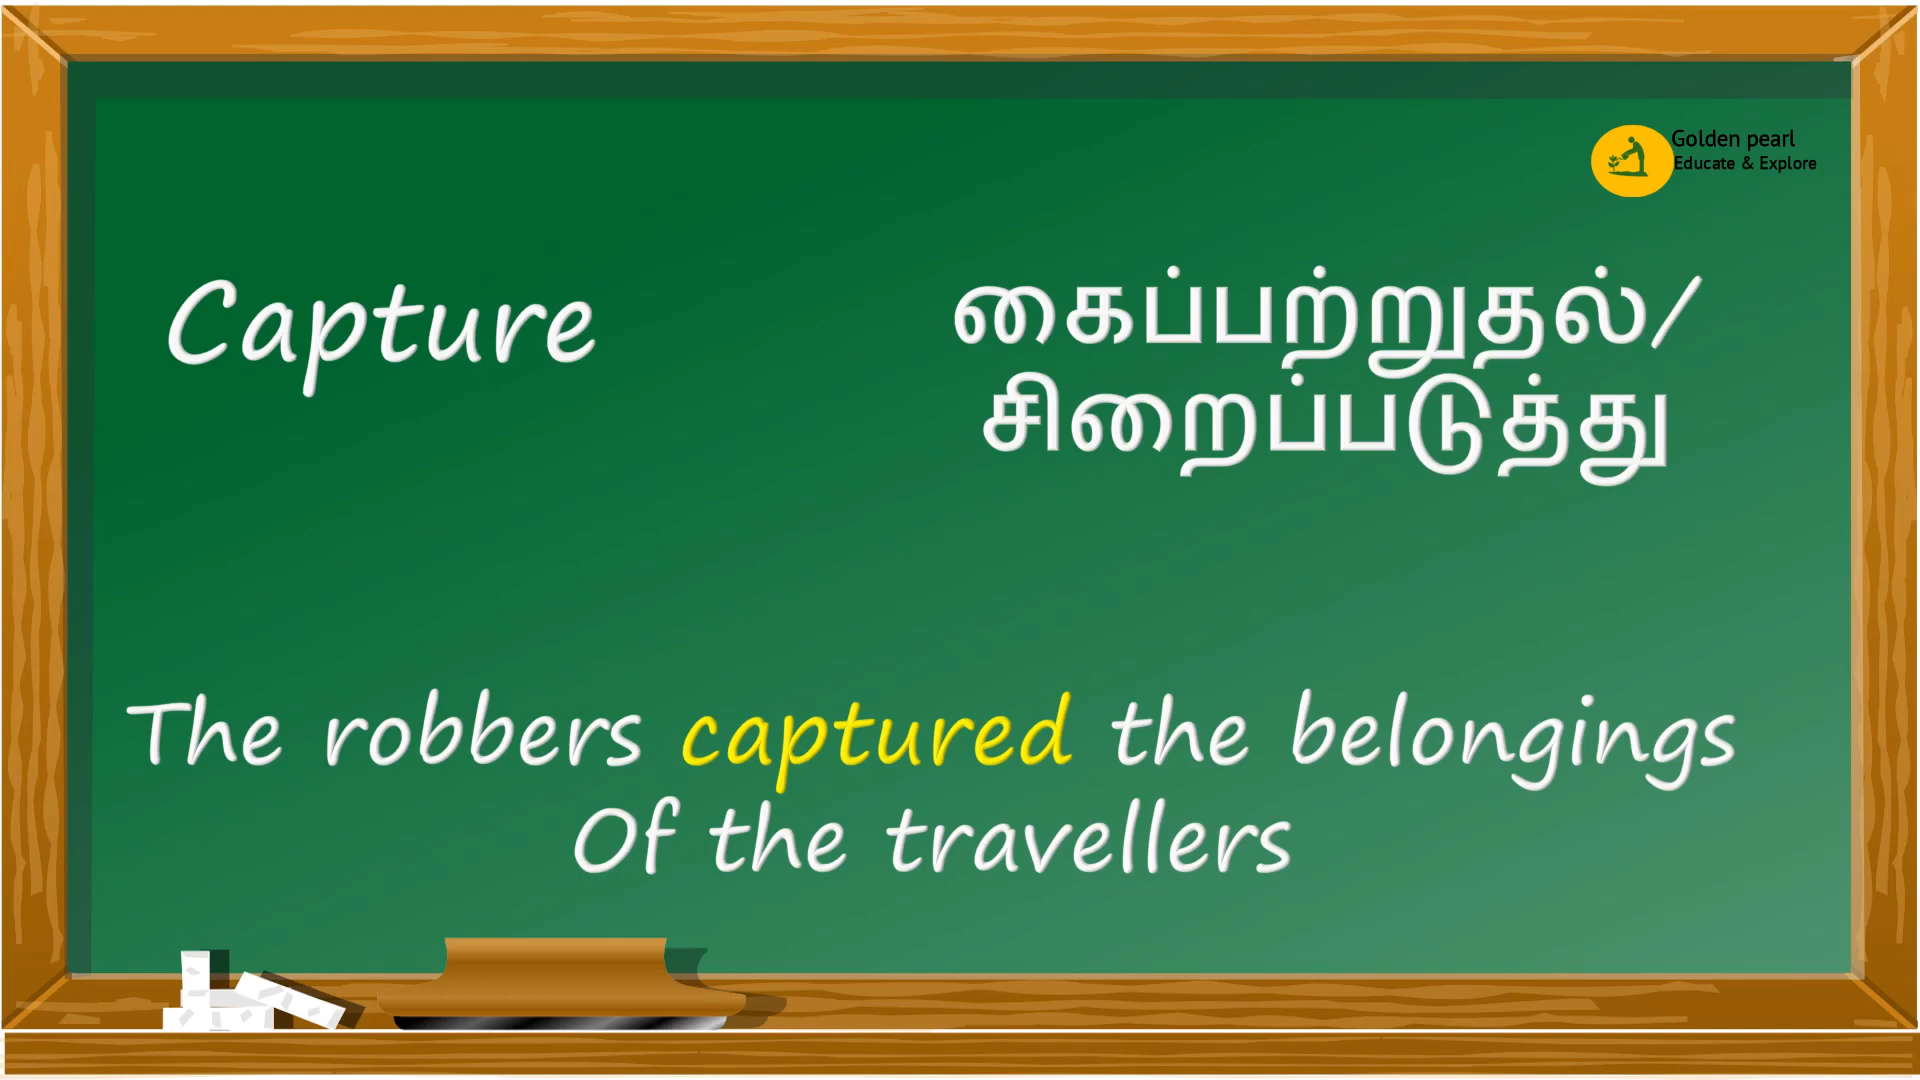 Golden pearl
Educate & Explore
Capture
கைப்பற்றுதல்/
சிறைப்படுத்து
The robbers captured the belongings
Of the travellers